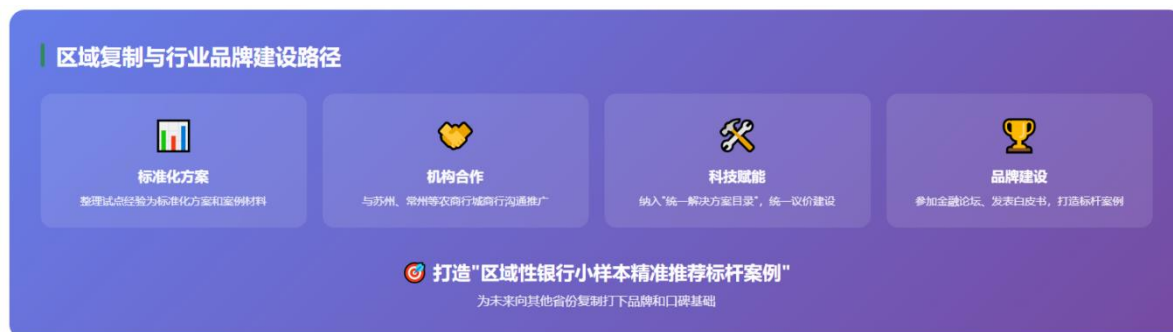 区域复制与行业品牌建设路径
标准化方案
整理试点经验为标准化方案和案例材料
机构合作
与苏州、常州等农商行城商行沟通推广
科技赋能
纳入"统一解决方案目录"，统一议价建设
品牌建设
参加金融论坛、发表白皮书，打造标杆案例
打造"区域性银行小样本精准推荐标杆案例"
为未来向其他省份复制打下品牌和口碑基础